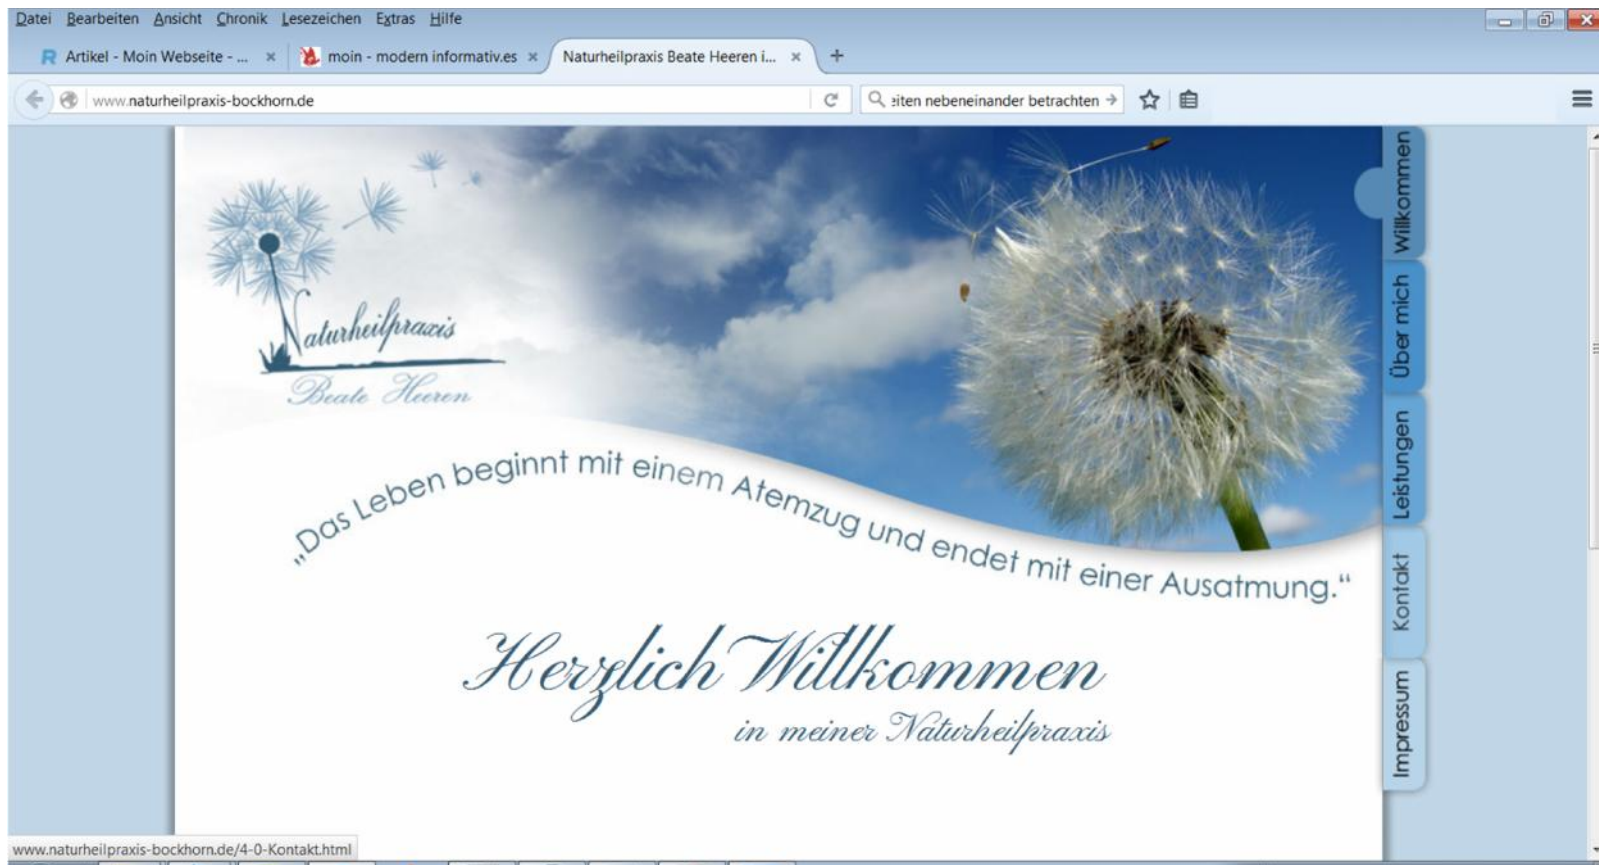 Datei Bearbeiten Ansicht Chronik Lesezeichen Extras Hilfe
Artikel - Moin Webseite - ...
moin - modern informativ.es
Naturheilpraxis Beate Heeren i...
www.naturheilpraxis-bockhorn.de
eiten nebeneinander betrachten
Naturheilpraxis
Beate Heeren
„Das Leben beginnt mit einem Atemzug und endet mit einer Ausatmung.“
Herzlich Willkommen
in meiner Naturheilpraxis
Willkommen
Über mich
Leistungen
Kontakt
Impressum
www.naturheilpraxis-bockhorn.de/4-0-Kontakt.html